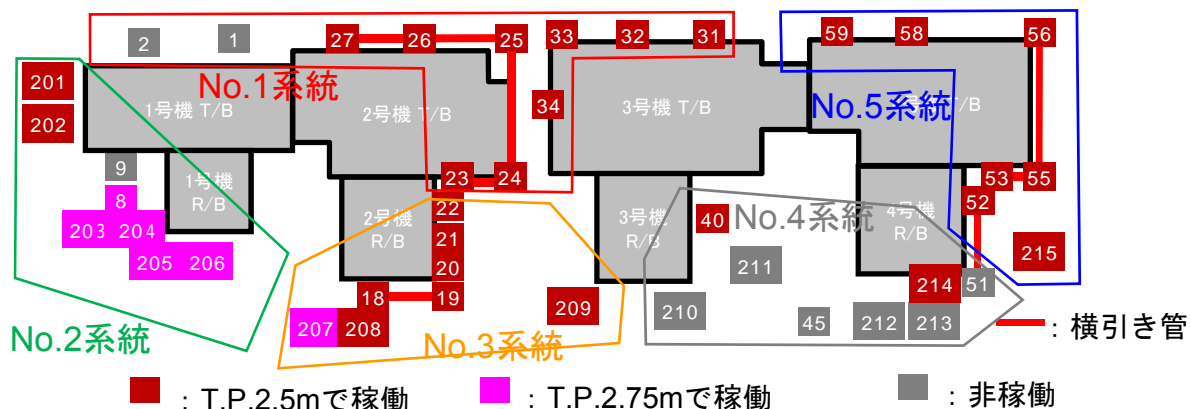 2 1 27 26 25 33 32 31 59 58 56
201 No.1系統
202 1号機 T/B 2号機 T/B 34 3号機 T/B No.5系統 号機 T/B
9 1号機
R/B
8
203 204
205 206
23 24 53 55
2号機
R/B
22
21
20
18 19
3号機
R/B
40 No.4系統 4号機
R/B
52
211 215
207 208 209 210 45 212 213 214 51
No.2系統 No.3系統 : 横引き管
: T.P.2.5mで稼働 : T.P.2.75mで稼働 : 非稼働